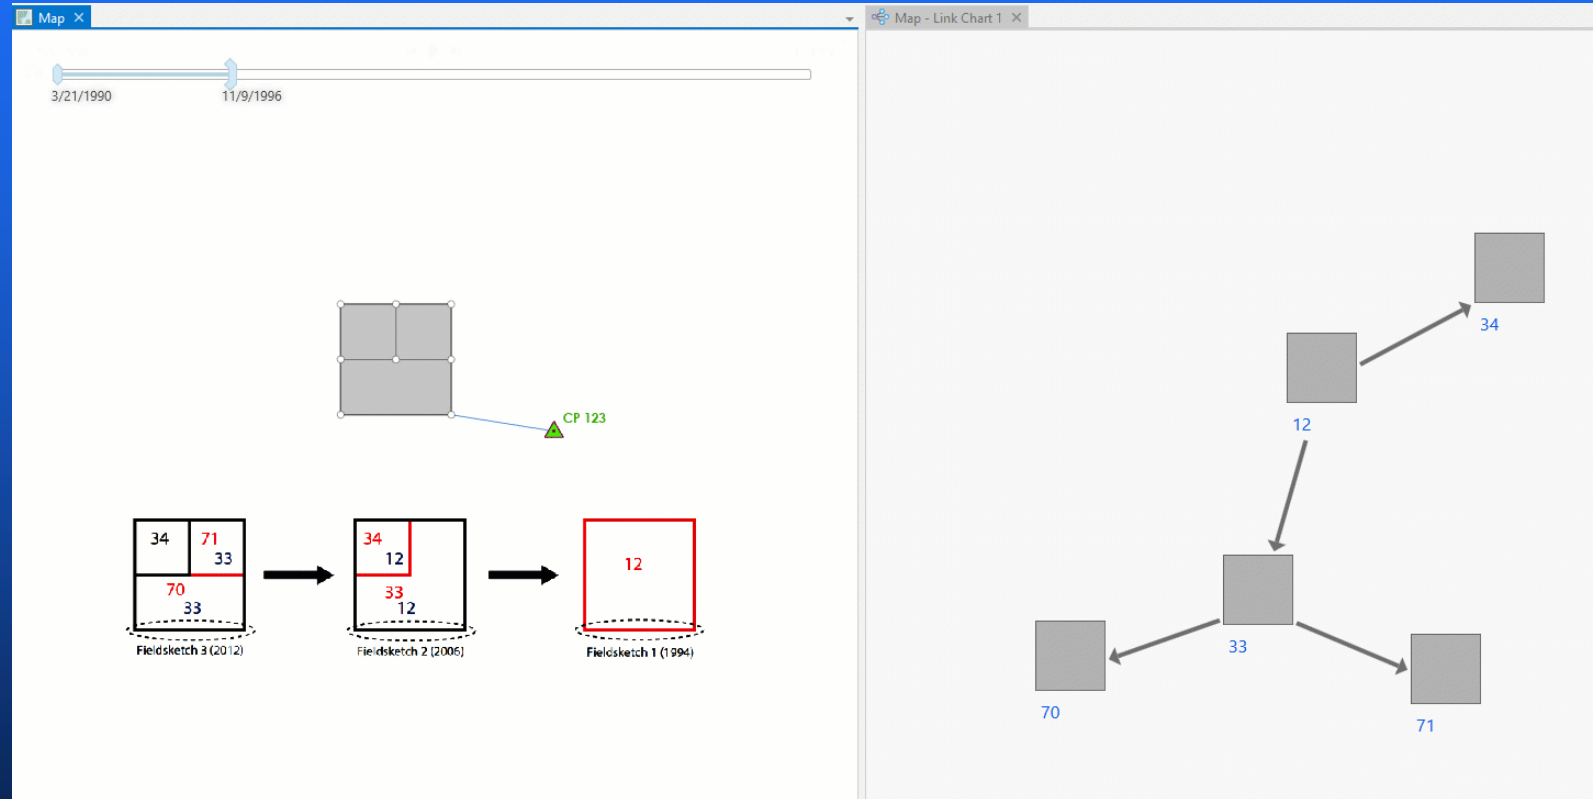 Map
Map - Link Chart 1
3/21/1990
11/9/1996
CP 123
34
71
33
70
33
34
12
33
12
12
Fieldsketch 3 (2012)
Fieldsketch 2 (2006)
Fieldsketch 1 (1994)
34
12
33
70
71